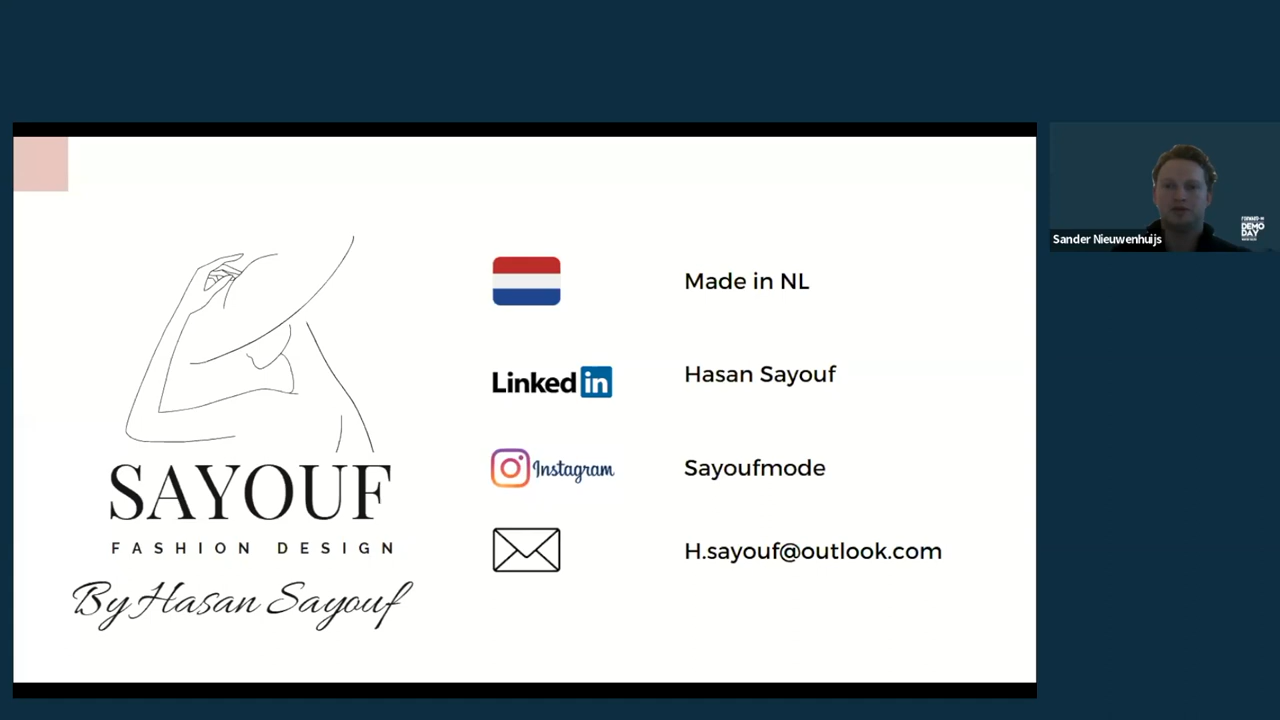 Made in NL
Linked in
Hasan Sayouf
Instagram
Sayoufmode
H.sayouf@outlook.com
SAYOUF
FASHION DESIGN
By Hasan Sayouf
Sander Nieuwenhuijs
DEMO
DAY